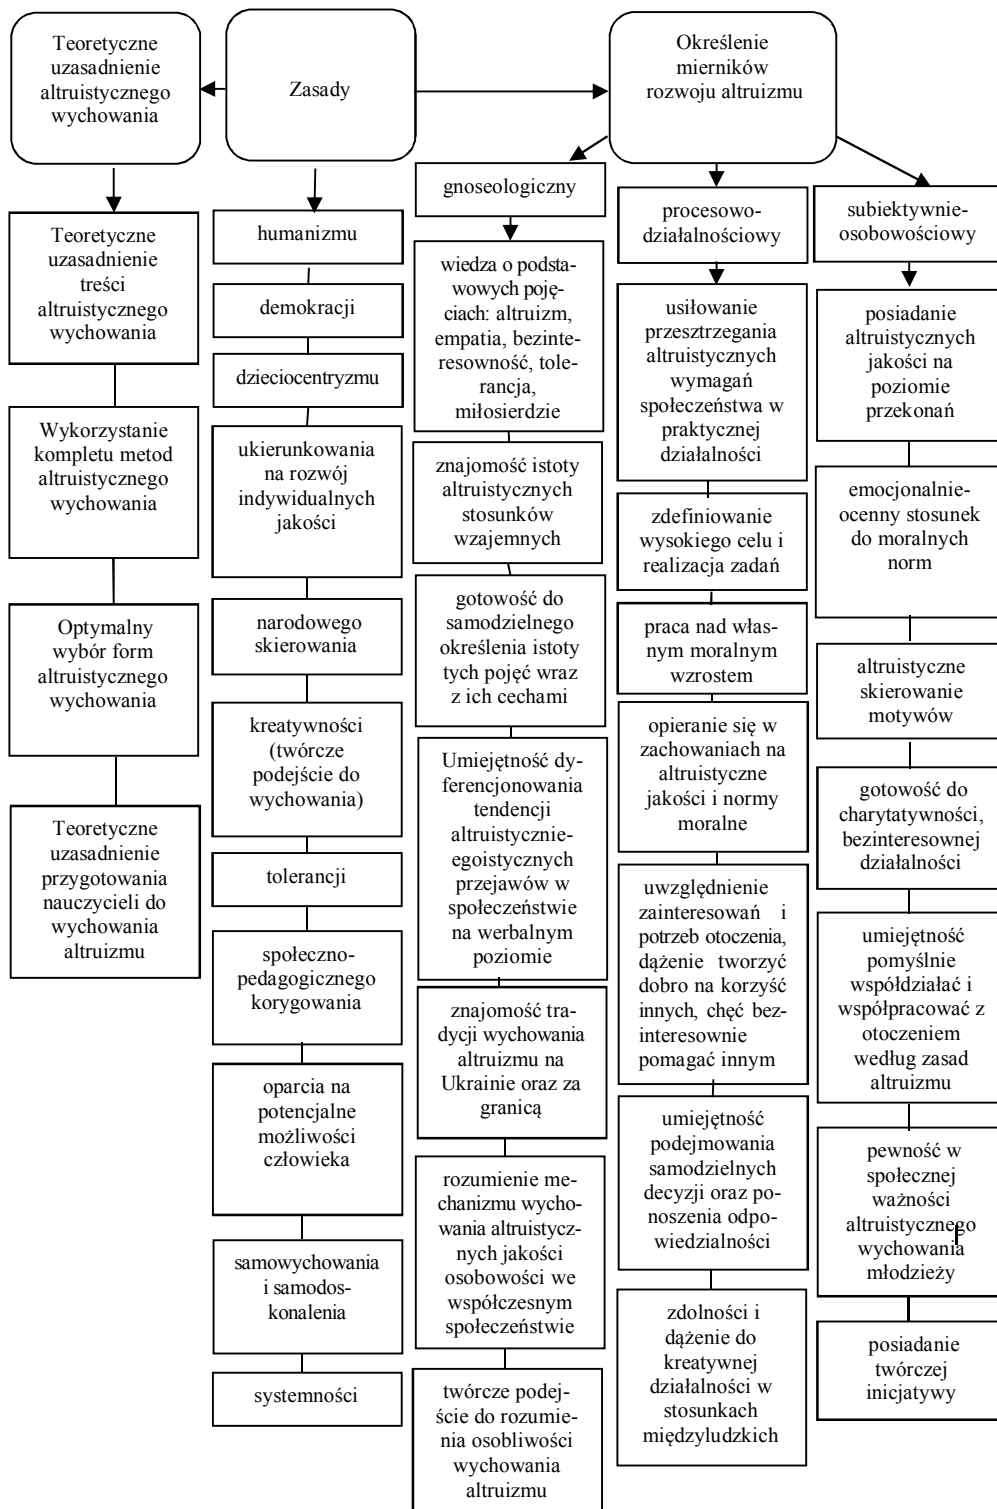 Teoretyczne
uzasadnienie
altruistycznego
wychowania
Zasady
Określenie
mierników
rozwoju altruizmu
Teoretyczne
uzasadnienie
treści
altruistycznego
wychowania
Wykorzystanie
kompletu metod
altruistycznego
wychowania
Optymalny
wybór form
altruistycznego
wychowania
Teoretyczne
uzasadnienie
przygotowania
nauczycieli do
wychowania
altruizmu
humanizmu
demokracji
dzieciocentryzmu
ukierunkowania
na rozwój
indywidualnych
jakości
narodowego
skierowania
kreatywności
(twórcze
podejście do
wychowania)
tolerancji
społeczno-
pedagogicznego
korygowania
oparcia na
potencjalne
możliwości
człowieka
samowychowania
i samodos-
konalenia
systemności
gnoseologiczny
wiedza o podsta-
wowych poję-
ciach: altruizm,
empatia, bezinte-
resowność, tole-
rancja,
miłosierdzie
znajomość istoty
altruistycznych
stosunków
wzajemnych
gotowość do
samodzielnego
określenia istoty
tych pojęć wraz
z ich cechami
Umiejętność dy-
ferencjonowania
tendencji
altruistycznie-
egoistycznych
przejawów w
społeczeństwie
na werbalnym
poziomie
znajomość tra-
dycji wychowania
altruizmu na
Ukrainie oraz za
granicą
rozumienie me-
chanizmu wycho-
wania altruistycz-
nych jakości
osobowości we
współczesnym
społeczeństwie
twórcze podej-
ście do rozumie-
nia osobliwości
wychowania
altruizmu
procesowo-
działalnościowy
usiłowanie
przesztrzegania
altruistycznych
wymagań
społeczeństwa w
praktycznej
działalności
zdefiniowanie
wysokiego celu i
realizacja zadań
praca nad włas-
nym moralnym
wzrostem
opieranie się w
zachowaniach na
altruistyczne
jakości i normy
moralne
uwzględnienie
zainteresowań i
potrzeb otoczenia,
dążenie tworzyć
dobro na korzyść
innych, chęć bez-
interesownie
pomagać innym
umiejętność
podejmowania
samodzielnych
decyzji oraz po-
noszenia odpo-
wiedzialności
zdolności i
dążenie do
kreatywnej
działalności w
stosunkach
międzyludzkich
subiektywnie-
osobowościowy
posiadanie
altruistycznych
jakości na
poziomie
przekonań
emocjonalnie-
ocenny stosunek
do moralnych
norm
altruistyczne
skierowanie
motywów
gotowość do
charytatywności,
bezinteresownej
działalności
umiejętność
pomyślnie
współdziałać i
współpracować z
otoczeniem
według zasad
altruizmu
pewność w
społecznej
ważności
altruistycznego
wychowania
młodzieży
posiadanie
twórczej
inicjatywy